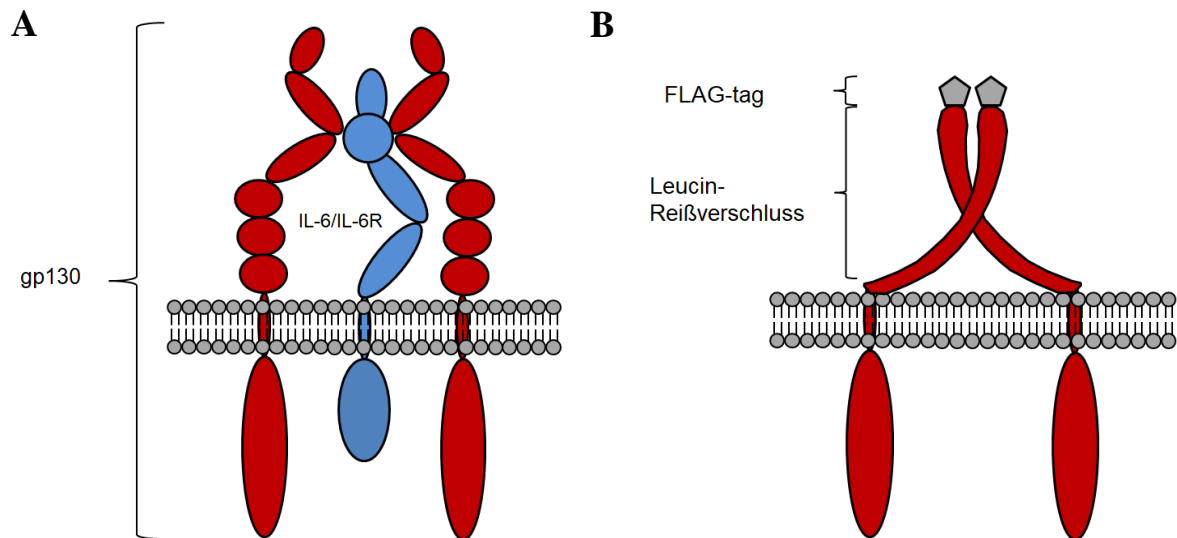 A
gp130
IL-6/IL-6R
B
FLAG-tag
Leucin-
Reißverschluss